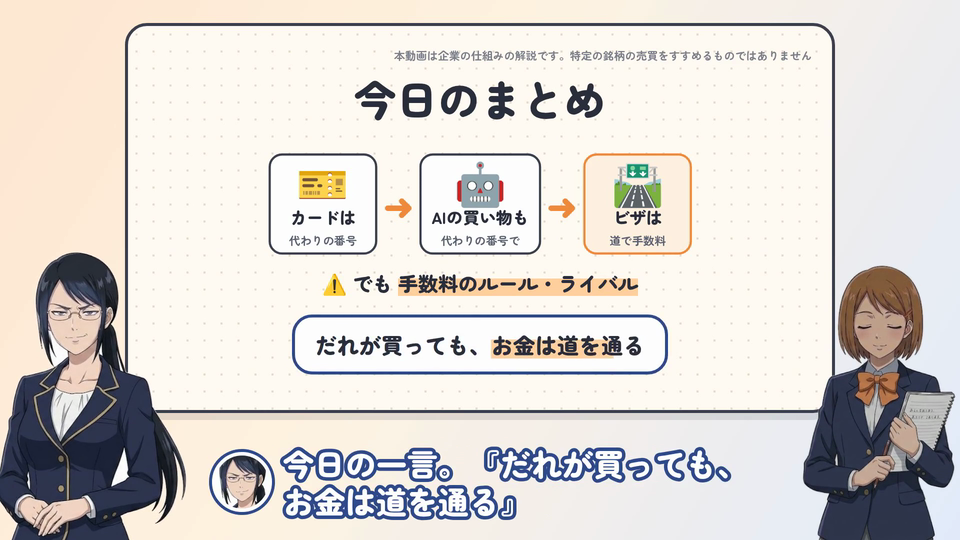 本動画は企業の仕組みの解説です。特定の銘柄の売買をすすめるものではありません
今日のまとめ
カードは
代わりの番号
AIの買い物も
代わりの番号で
ビザは
道で手数料
でも 手数料のルール・ライバル
だれが買っても、お金は道を通る
今日の一言。『だれが買っても、
お金は道を通る』